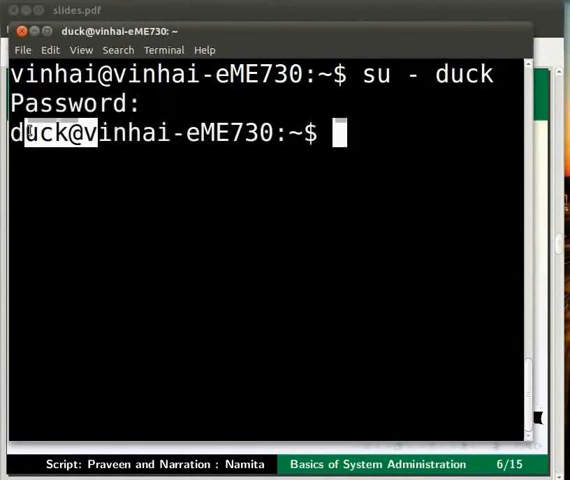 slides.pdf
duck@vinhai-eME730: ~
File Edit View Search Terminal Help
vinhai@vinhai-eME730:~$ su - duck
Password:
duck@vinhai-eME730:~$
Script: Praveen and Narration : Namita Basics of System Administration 6/15